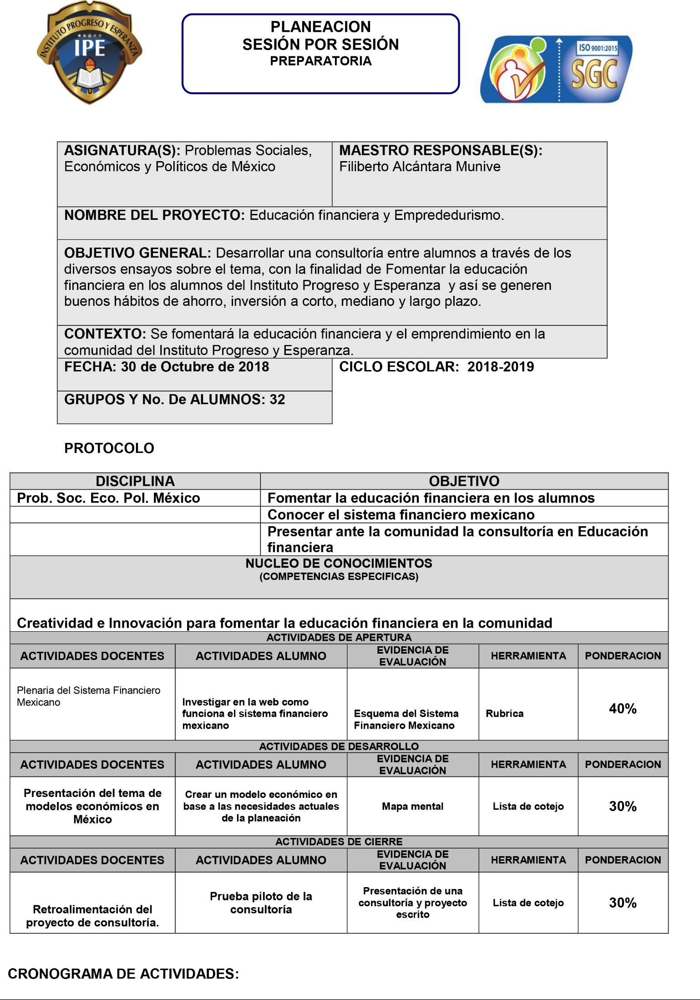 INSTITUTO PROGRESO Y ESPERANZA
IPE
PLANEACION
SESIÓN POR SESIÓN
PREPARATORIA
ISO 9001:2015
SGC
ASIGNATURA(S): Problemas Sociales,
Económicos y Políticos de México
MAESTRO RESPONSABLE(S):
Filiberto Alcántara Munive
NOMBRE DEL PROYECTO: Educación financiera y Emprededurismo.
OBJETIVO GENERAL: Desarrollar una consultoría entre alumnos a través de los
diversos ensayos sobre el tema, con la finalidad de Fomentar la educación
financiera en los alumnos del Instituto Progreso y Esperanza  y así se generen
buenos hábitos de ahorro, inversión a corto, mediano y largo plazo.
CONTEXTO: Se fomentará la educación financiera y el emprendimiento en la
comunidad del Instituto Progreso y Esperanza.
FECHA: 30 de Octubre de 2018
CICLO ESCOLAR:  2018-2019
GRUPOS Y No. De ALUMNOS: 32
PROTOCOLO
DISCIPLINA
OBJETIVO
Prob. Soc. Eco. Pol. México
Fomentar la educación financiera en los alumnos
Conocer el sistema financiero mexicano
Presentar ante la comunidad la consultoría en Educación
financiera
NUCLEO DE CONOCIMIENTOS
(COMPETENCIAS ESPECIFICAS)
Creatividad e Innovación para fomentar la educación financiera en la comunidad
ACTIVIDADES DE APERTURA
ACTIVIDADES DOCENTES
ACTIVIDADES ALUMNO
EVIDENCIA DE
EVALUACIÓN
HERRAMIENTA
PONDERACION
Plenaria del Sistema Financiero
Mexicano
Investigar en la web como
funciona el sistema financiero
mexicano
Esquema del Sistema
Financiero Mexicano
Rubrica
40%
ACTIVIDADES DE DESARROLLO
ACTIVIDADES DOCENTES
ACTIVIDADES ALUMNO
EVIDENCIA DE
EVALUACIÓN
HERRAMIENTA
PONDERACION
Presentación del tema de
modelos económicos en
México
Crear un modelo económico en
base a las necesidades actuales
de la planeación
Mapa mental
Lista de cotejo
30%
ACTIVIDADES DE CIERRE
ACTIVIDADES DOCENTES
ACTIVIDADES ALUMNO
EVIDENCIA DE
EVALUACIÓN
HERRAMIENTA
PONDERACION
Retroalimentación del
proyecto de consultoría.
Prueba piloto de la
consultoría
Presentación de una
consultoría y proyecto
escrito
Lista de cotejo
30%
CRONOGRAMA DE ACTIVIDADES: